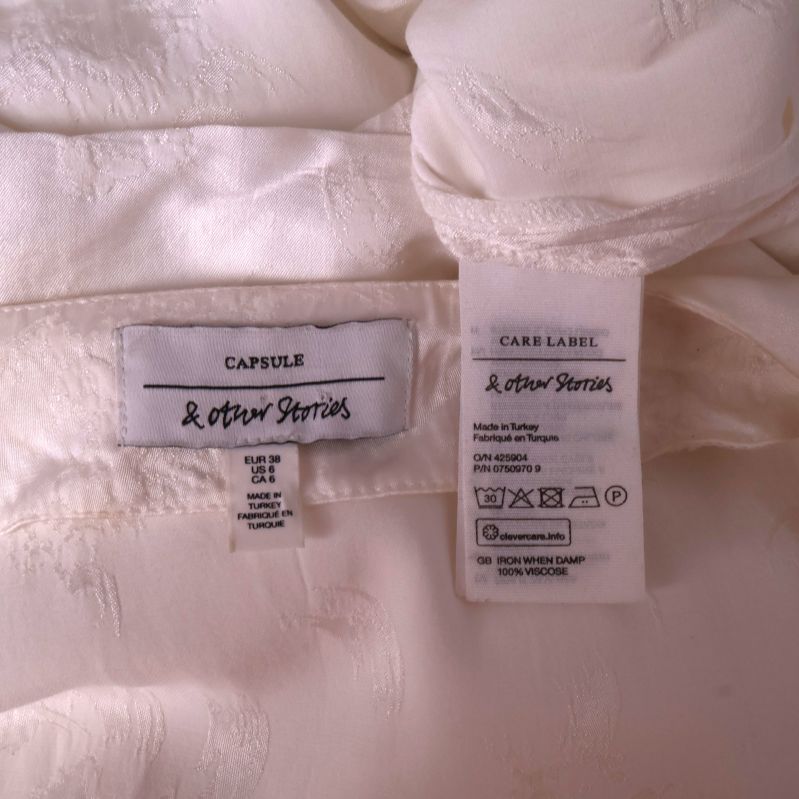 CAPSULE
& other Stories
EUR 38
US 6
CA 6
MADE IN
TURKEY
FABRIQUÉ EN
TURQUIE
CARE LABEL
& other Stories
Made in Turkey
Fabriqué en Turquie
O/N 425904
P/N 0750970 9
30
P
clevercare.info
GB IRON WHEN DAMP
100% VISCOSE